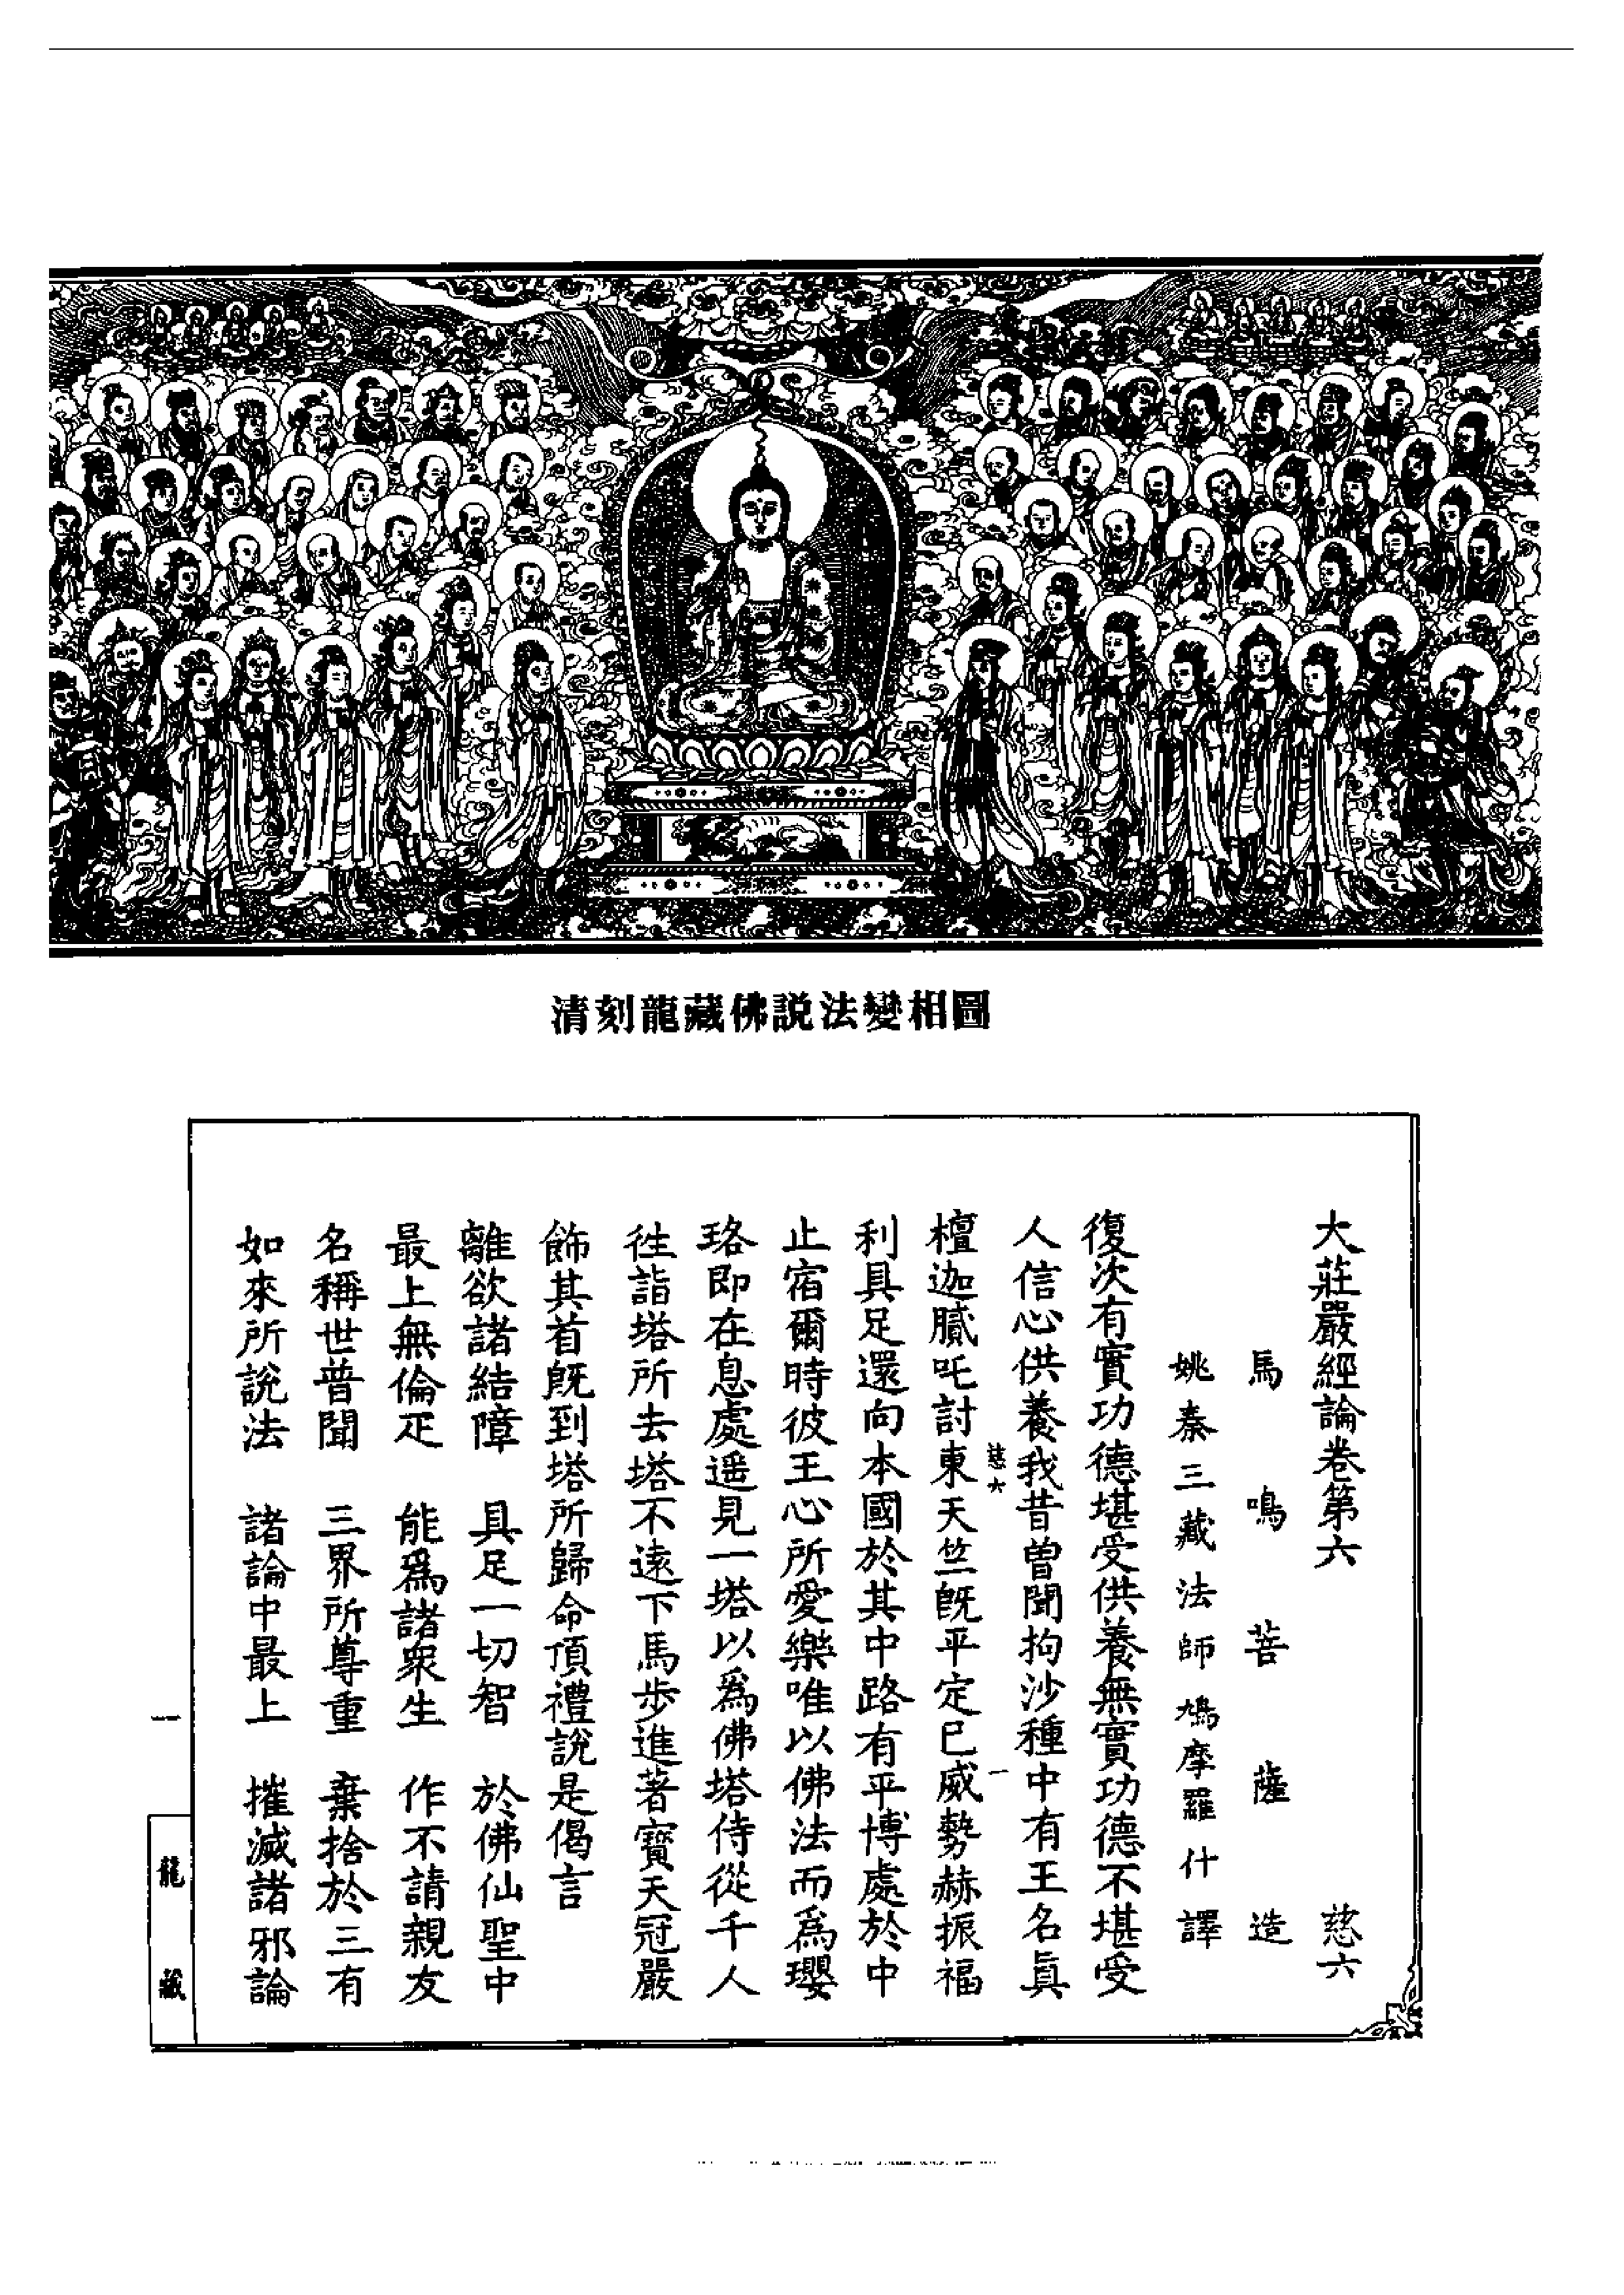 清刻龍藏佛説法變相圖
大莊嚴經論卷第六 慈六
馬鳴菩薩造
姚秦三藏法師鳩摩羅什譯
復次有實功德堪受供養無實功德不堪受
人信心供養我昔曾聞拘沙種中有王名眞
慈六 一
檀迦膩吒討東天竺既平定已威勢赫振福
利具足還向本國於其中路有平博處於中
止宿爾時彼王心所愛樂唯以佛法而爲瓔
珞即在息處遥見一塔以爲佛塔侍從千人
往詣塔所去塔不遠下馬步進著寶天冠嚴
飾其首既到塔所歸命頂禮說是偈言
離欲諸結障 具足一切智 於佛仙聖中
最上無倫疋 能爲諸衆生 作不請親友
名稱世普聞 三界所尊重 棄捨於三有
如來所說法 諸論中最上 摧滅諸邪論
一
龍藏